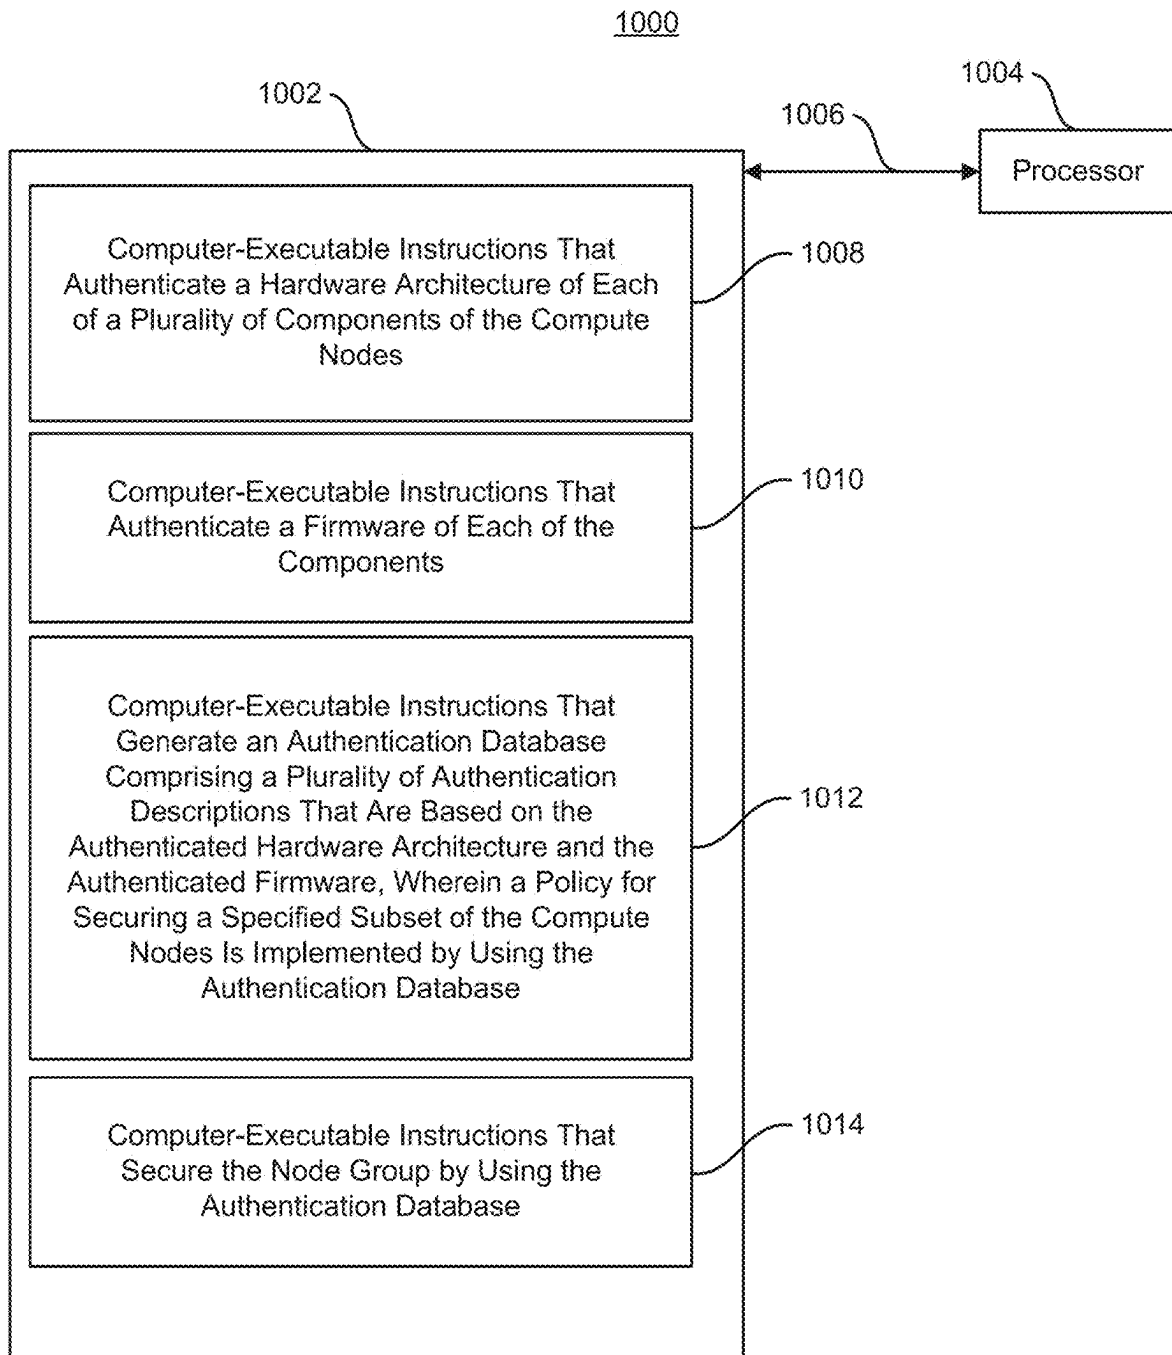 1000
1002
1004
1006
Processor
Computer-Executable Instructions That
Authenticate a Hardware Architecture of Each
of a Plurality of Components of the Compute
Nodes
1008
Computer-Executable Instructions That
Authenticate a Firmware of Each of the
Components
1010
Computer-Executable Instructions That
Generate an Authentication Database
Comprising a Plurality of Authentication
Descriptions That Are Based on the
Authenticated Hardware Architecture and the
Authenticated Firmware, Wherein a Policy for
Securing a Specified Subset of the Compute
Nodes Is Implemented by Using the
Authentication Database
1012
Computer-Executable Instructions That
Secure the Node Group by Using the
Authentication Database
1014